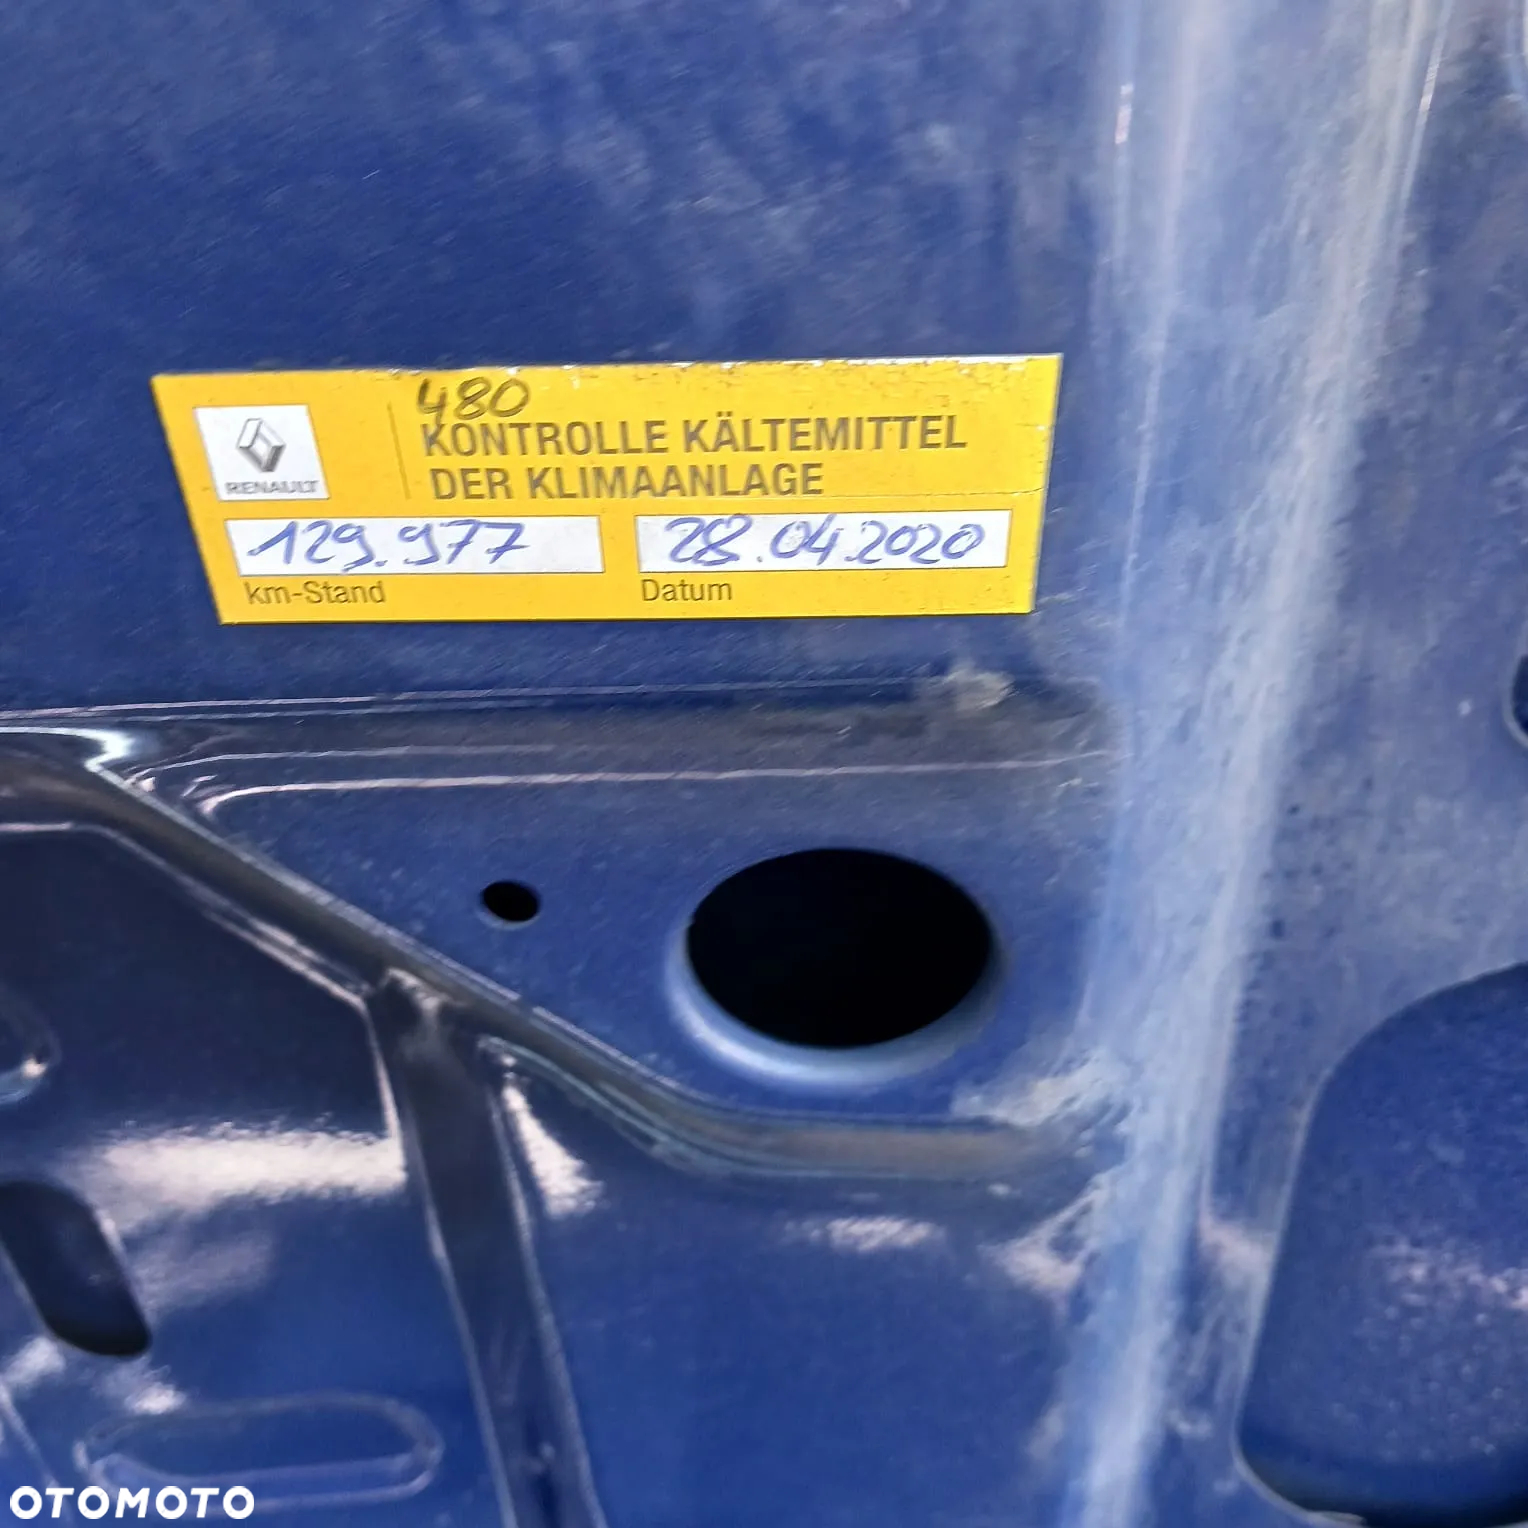 480
KONTROLLE KÄLTEMITTEL
DER KLIMAANLAGE
RENAULT
129.977
28.04.2020
km-Stand
Datum
OTOMOTO